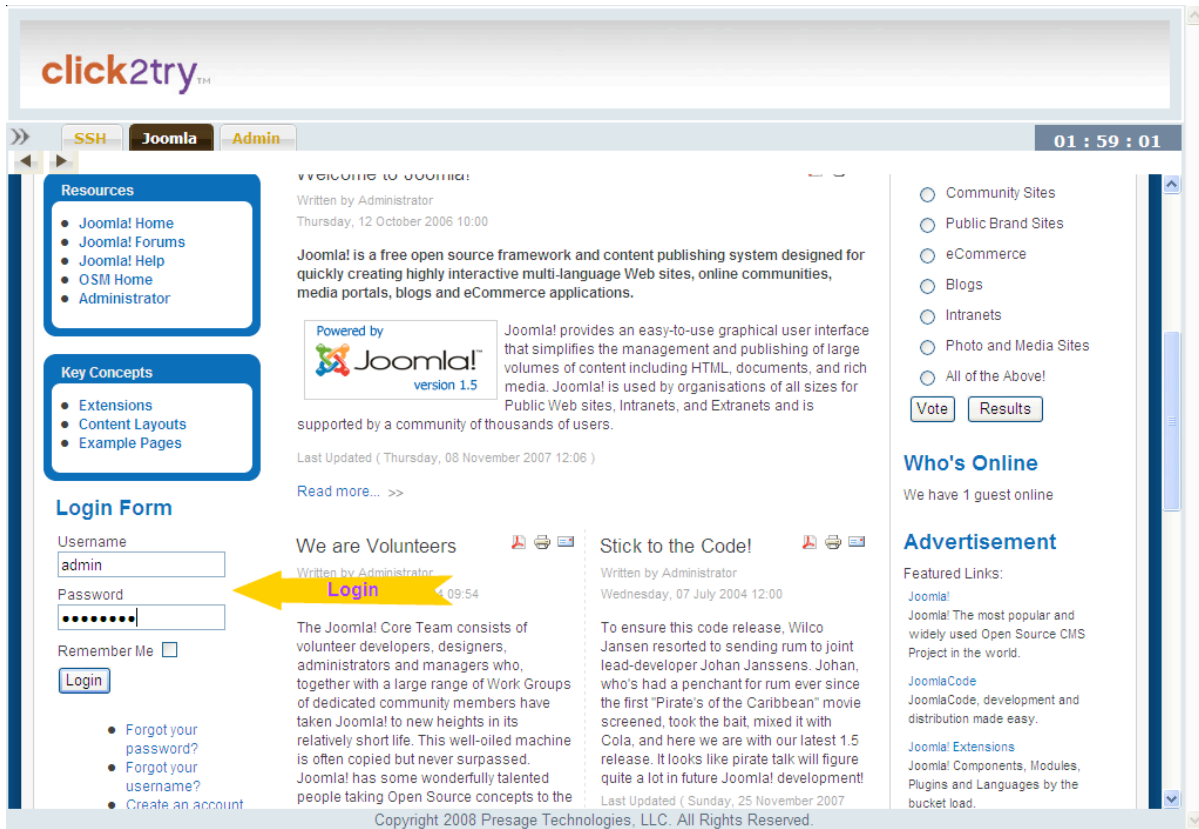 click2try™
SSH
Joomla
Admin
01 : 59 : 01
Resources
Joomla! Home
Joomla! Forums
Joomla! Help
OSM Home
Administrator
Key Concepts
Extensions
Content Layouts
Example Pages
Login Form
Username
admin
Password
••••••••
Remember Me
Login
Forgot your
password?
Forgot your
username?
Create an account
Welcome to Joomla!
Written by Administrator
Thursday, 12 October 2006 10:00
Joomla! is a free open source framework and content publishing system designed for
quickly creating highly interactive multi-language Web sites, online communities,
media portals, blogs and eCommerce applications.
Powered by
Joomla!™
version 1.5
Joomla! provides an easy-to-use graphical user interface
that simplifies the management and publishing of large
volumes of content including HTML, documents, and rich
media. Joomla! is used by organisations of all sizes for
Public Web sites, Intranets, and Extranets and is
supported by a community of thousands of users.
Last Updated ( Thursday, 08 November 2007 12:06 )
Read more... >>
We are Volunteers
Written by Administrator
Login
09:54
The Joomla! Core Team consists of
volunteer developers, designers,
administrators and managers who,
together with a large range of Work Groups
of dedicated community members have
taken Joomla! to new heights in its
relatively short life. This well-oiled machine
is often copied but never surpassed.
Joomla! has some wonderfully talented
people taking Open Source concepts to the
Stick to the Code!
Written by Administrator
Wednesday, 07 July 2004 12:00
To ensure this code release, Wilco
Jansen resorted to sending rum to joint
lead-developer Johan Janssens. Johan,
who's had a penchant for rum ever since
the first "Pirate's of the Caribbean" movie
screened, took the bait, mixed it with
Cola, and here we are with our latest 1.5
release. It looks like pirate talk will figure
quite a lot in future Joomla! development!
Last Updated ( Sunday, 25 November 2007
Community Sites
Public Brand Sites
eCommerce
Blogs
Intranets
Photo and Media Sites
All of the Above!
Vote
Results
Who's Online
We have 1 guest online
Advertisement
Featured Links:
Joomla!
Joomla! The most popular and
widely used Open Source CMS
Project in the world.
JoomlaCode
JoomlaCode, development and
distribution made easy.
Joomla! Extensions
Joomla! Components, Modules,
Plugins and Languages by the
bucket load.
Copyright 2008 Presage Technologies, LLC. All Rights Reserved.